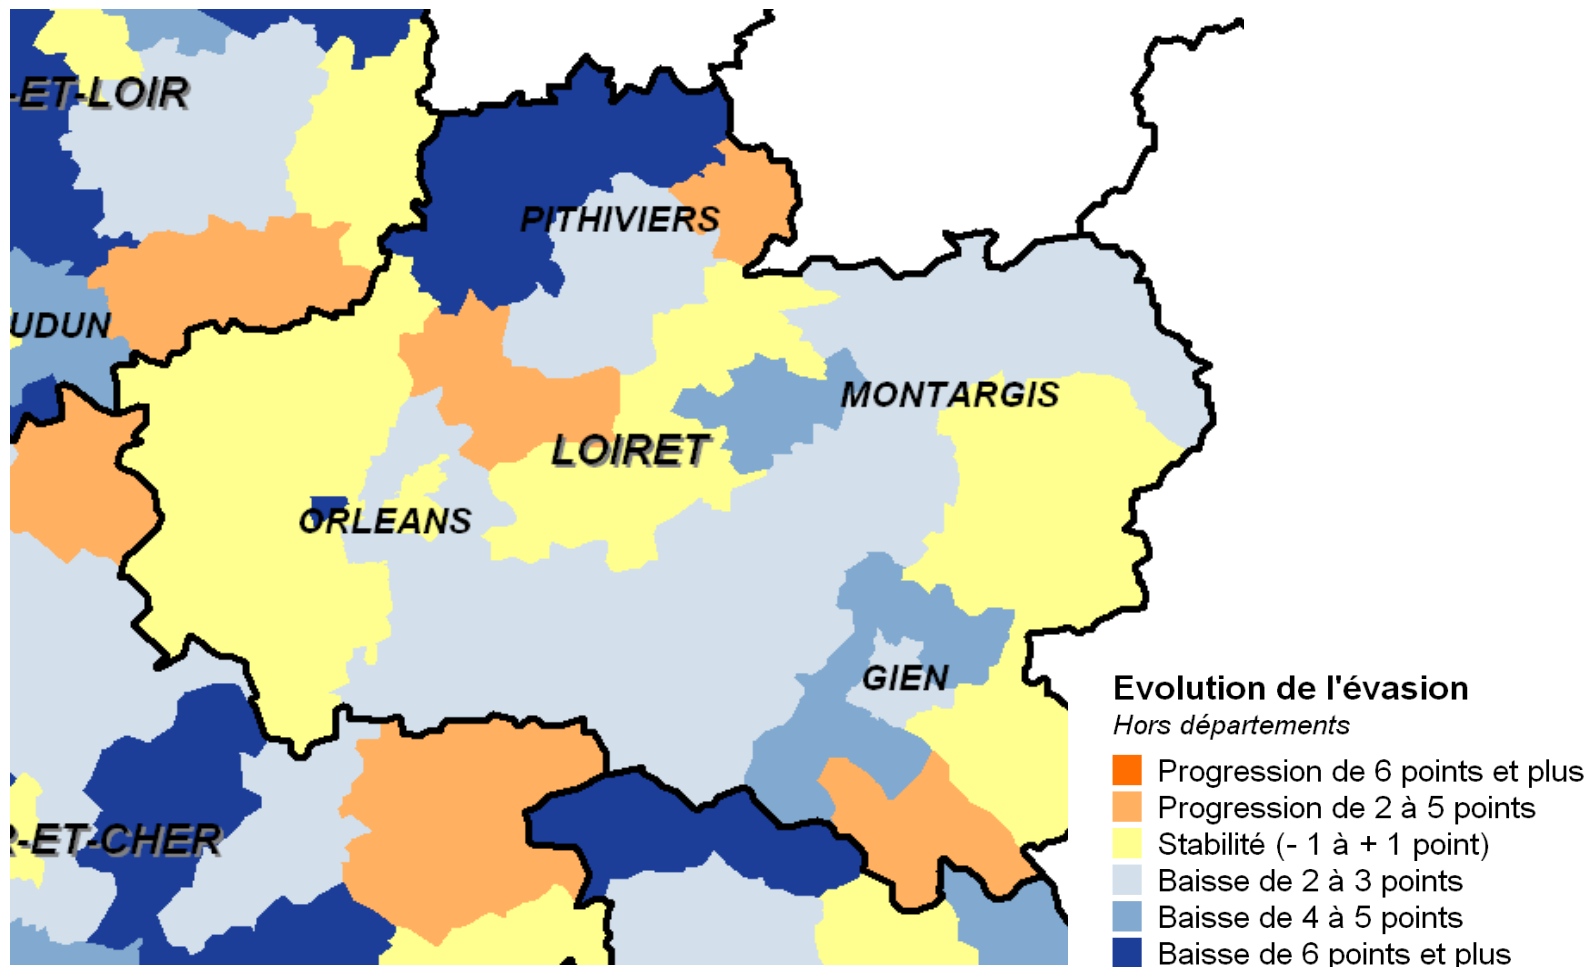 -ET-LOIR
PITHIVIERS
UDUN
MONTARGIS
LOIRET
ORLEANS
GIEN
R-ET-CHER
Evolution de l'évasion
Hors départements
Progression de 6 points et plus
Progression de 2 à 5 points
Stabilité (- 1 à + 1 point)
Baisse de 2 à 3 points
Baisse de 4 à 5 points
Baisse de 6 points et plus